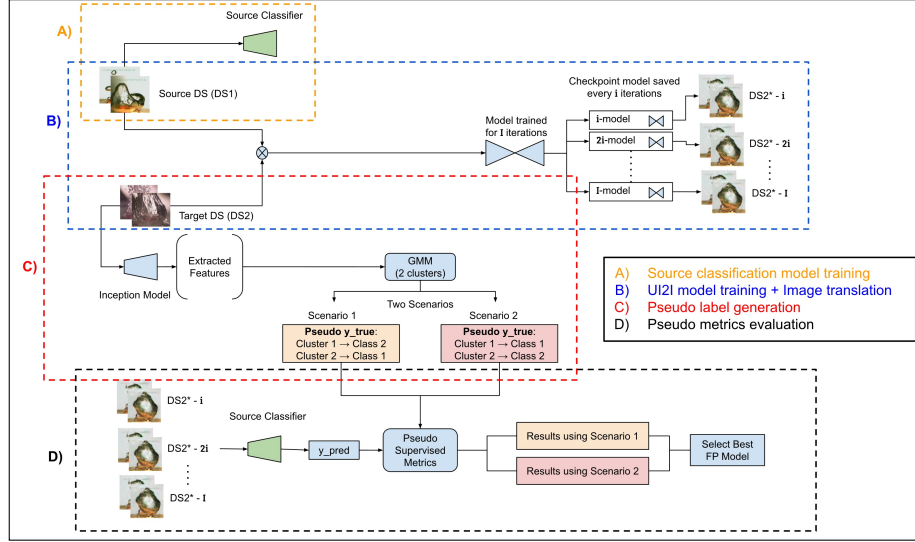 A)
Source Classifier
Source DS (DS1)
B)
Model trained
for I iterations
Checkpoint model saved
every i iterations
i-model
2i-model
I-model
DS2* - i
DS2* - 2i
DS2* - I
C)
Target DS (DS2)
Inception Model
Extracted
Features
GMM
(2 clusters)
Two Scenarios
Scenario 1
Pseudo y_true:
Cluster 1 → Class 2
Cluster 2 → Class 1
Scenario 2
Pseudo y_true:
Cluster 1 → Class 1
Cluster 2 → Class 2
A) Source classification model training
B) UI2I model training + Image translation
C) Pseudo label generation
D) Pseudo metrics evaluation
D)
DS2* - i
DS2* - 2i
DS2* - I
Source Classifier
y_pred
Pseudo
Supervised
Metrics
Results using Scenario 1
Results using Scenario 2
Select Best
FP Model